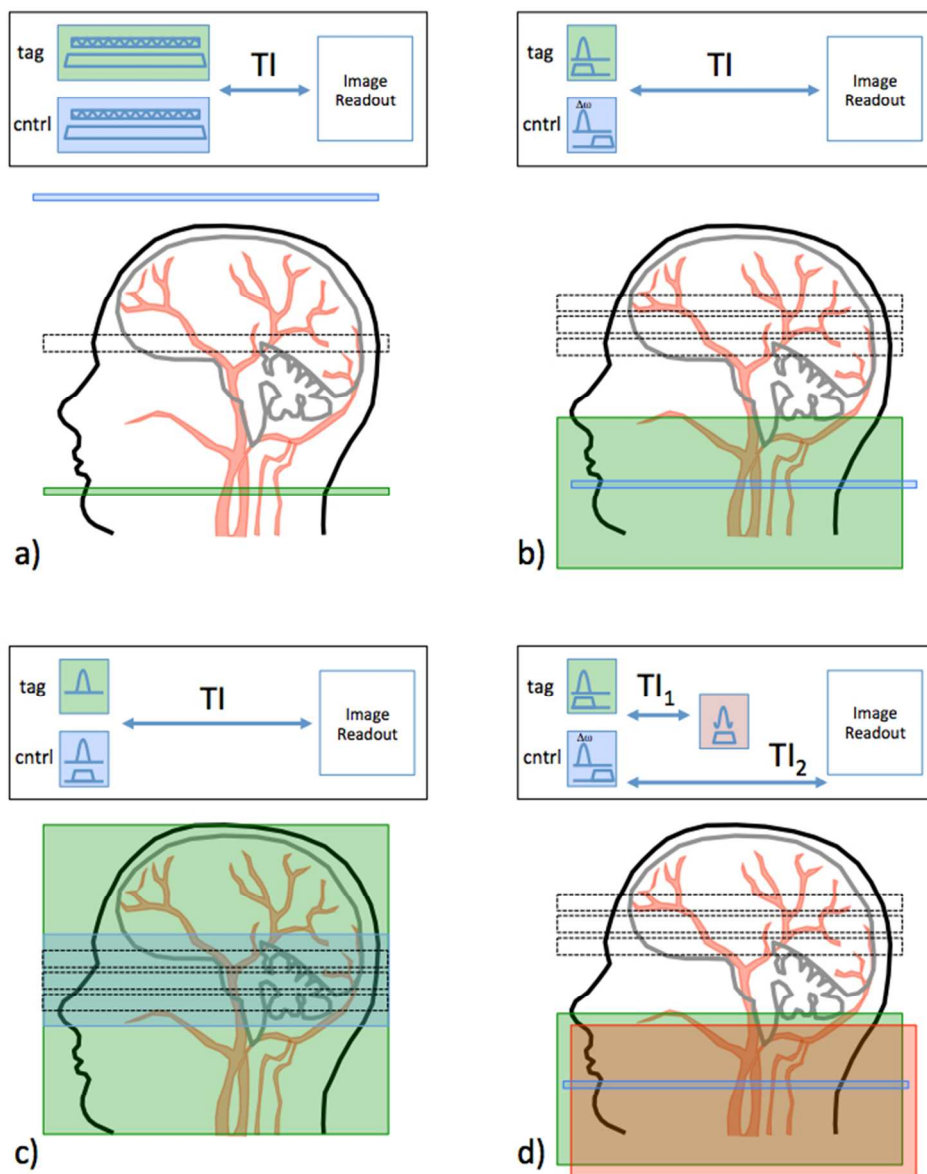 tag
TI
Image
Readout
cntrl
a)
tag
TI
Image
Readout
Δω
cntrl
b)
tag
TI
Image
Readout
cntrl
c)
tag
TI1
Image
Readout
Δω
cntrl
TI2
d)